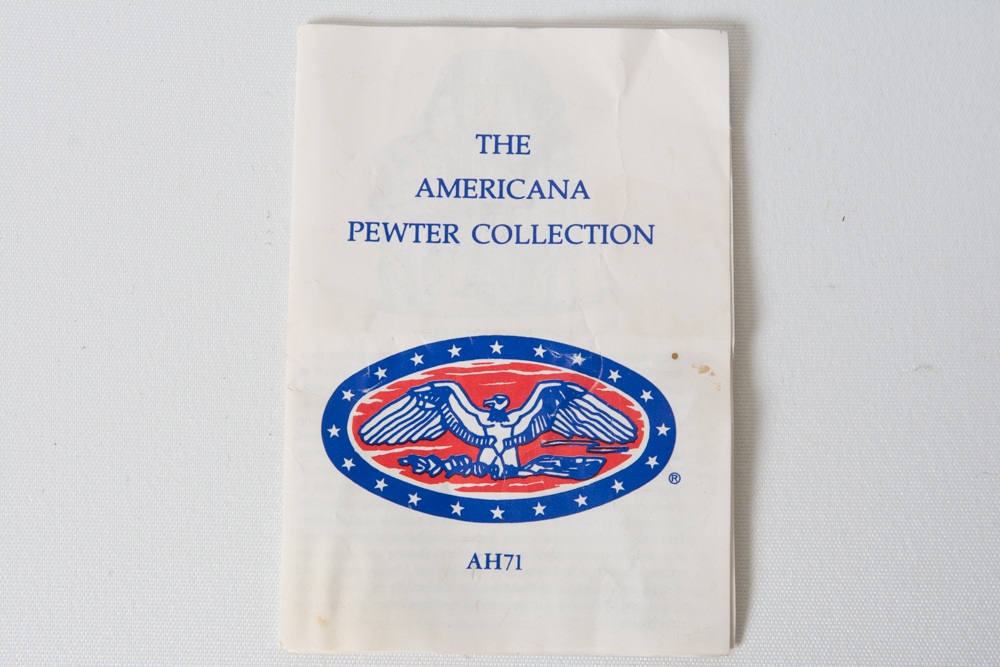 THE
AMERICANA
PEWTER COLLECTION
®
AH71